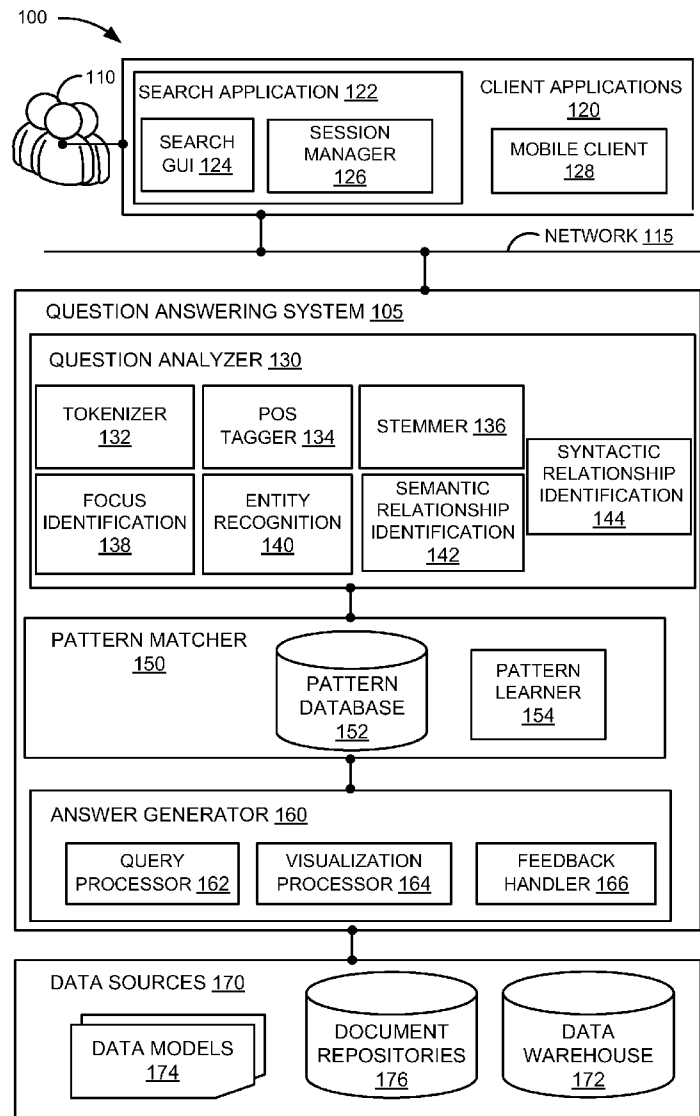 100
110
SEARCH APPLICATION 122
SEARCH
GUI 124
SESSION
MANAGER
126
CLIENT APPLICATIONS
120
MOBILE CLIENT
128
NETWORK 115
QUESTION ANSWERING SYSTEM 105
QUESTION ANALYZER 130
TOKENIZER
132
POS
TAGGER 134
STEMMER 136
SYNTACTIC
RELATIONSHIP
IDENTIFICATION
144
FOCUS
IDENTIFICATION
138
ENTITY
RECOGNITION
140
SEMANTIC
RELATIONSHIP
IDENTIFICATION
142
PATTERN MATCHER
150
PATTERN
DATABASE
152
PATTERN
LEARNER
154
ANSWER GENERATOR 160
QUERY
PROCESSOR 162
VISUALIZATION
PROCESSOR 164
FEEDBACK
HANDLER 166
DATA SOURCES 170
DATA MODELS
174
DOCUMENT
REPOSITORIES
176
DATA
WAREHOUSE
172